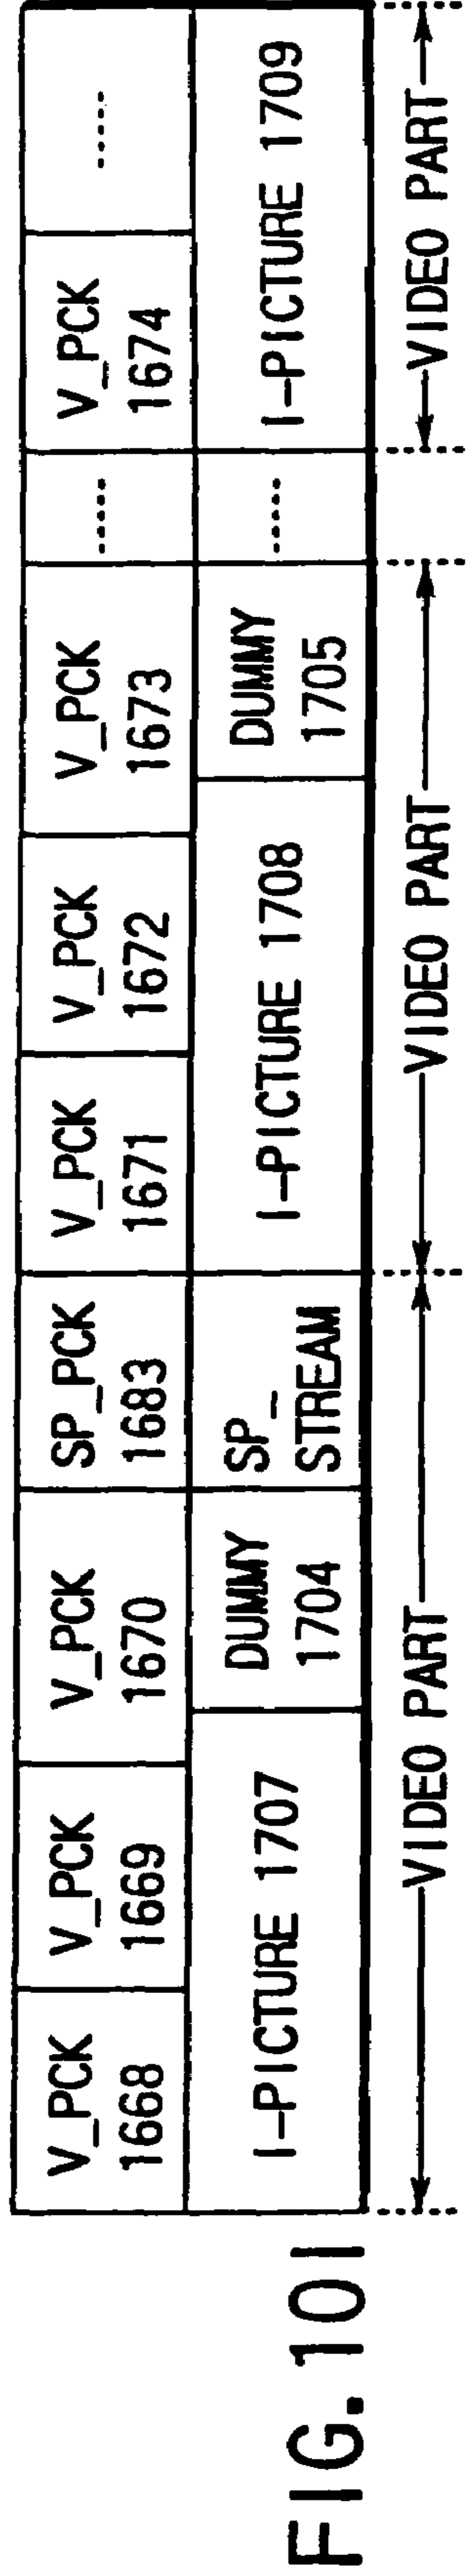 FIG. 10I
V_PCK
1668
V_PCK
1669
V_PCK
1670
SP_PCK
1683
V_PCK
1671
V_PCK
1672
V_PCK
1673
.....
V_PCK
1674
.....
I-PICTURE 1707
DUMMY
1704
SP_
STREAM
I-PICTURE 1708
DUMMY
1705
.....
I-PICTURE 1709
VIDEO PART
VIDEO PART
VIDEO PART